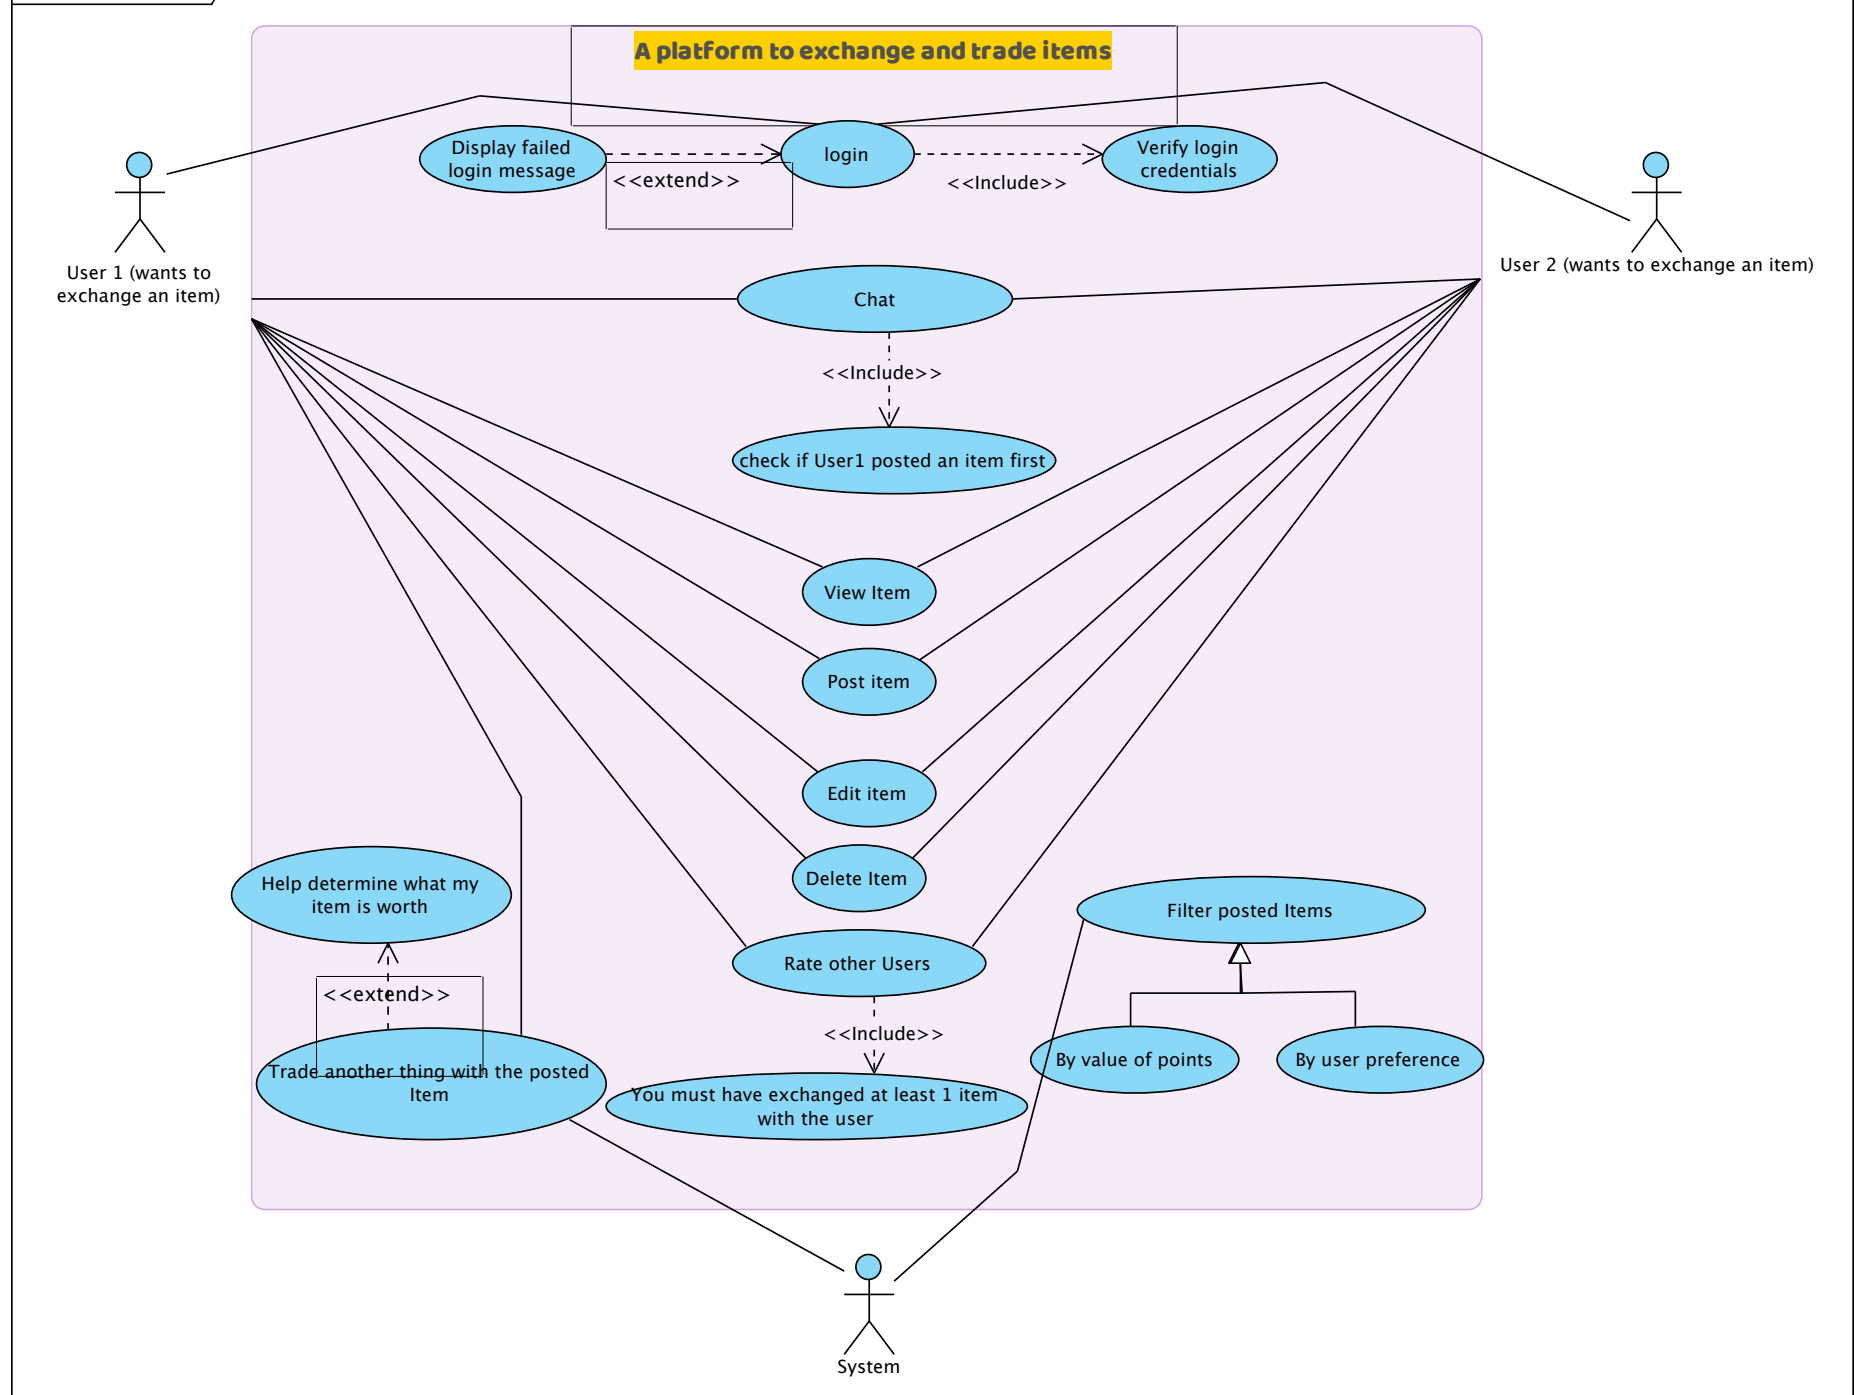 A platform to exchange and trade items
Display failed
login message
login
Verify login
credentials
<<extend>>
<<Include>>
User 1 (wants to
exchange an item)
User 2 (wants to exchange an item)
Chat
<<Include>>
check if User1 posted an item first
View Item
Post item
Edit item
Delete Item
Help determine what my
item is worth
Filter posted Items
Rate other Users
<<extend>>
<<Include>>
By value of points
By user preference
Trade another thing with the posted
Item
You must have exchanged at least 1 item
with the user
System